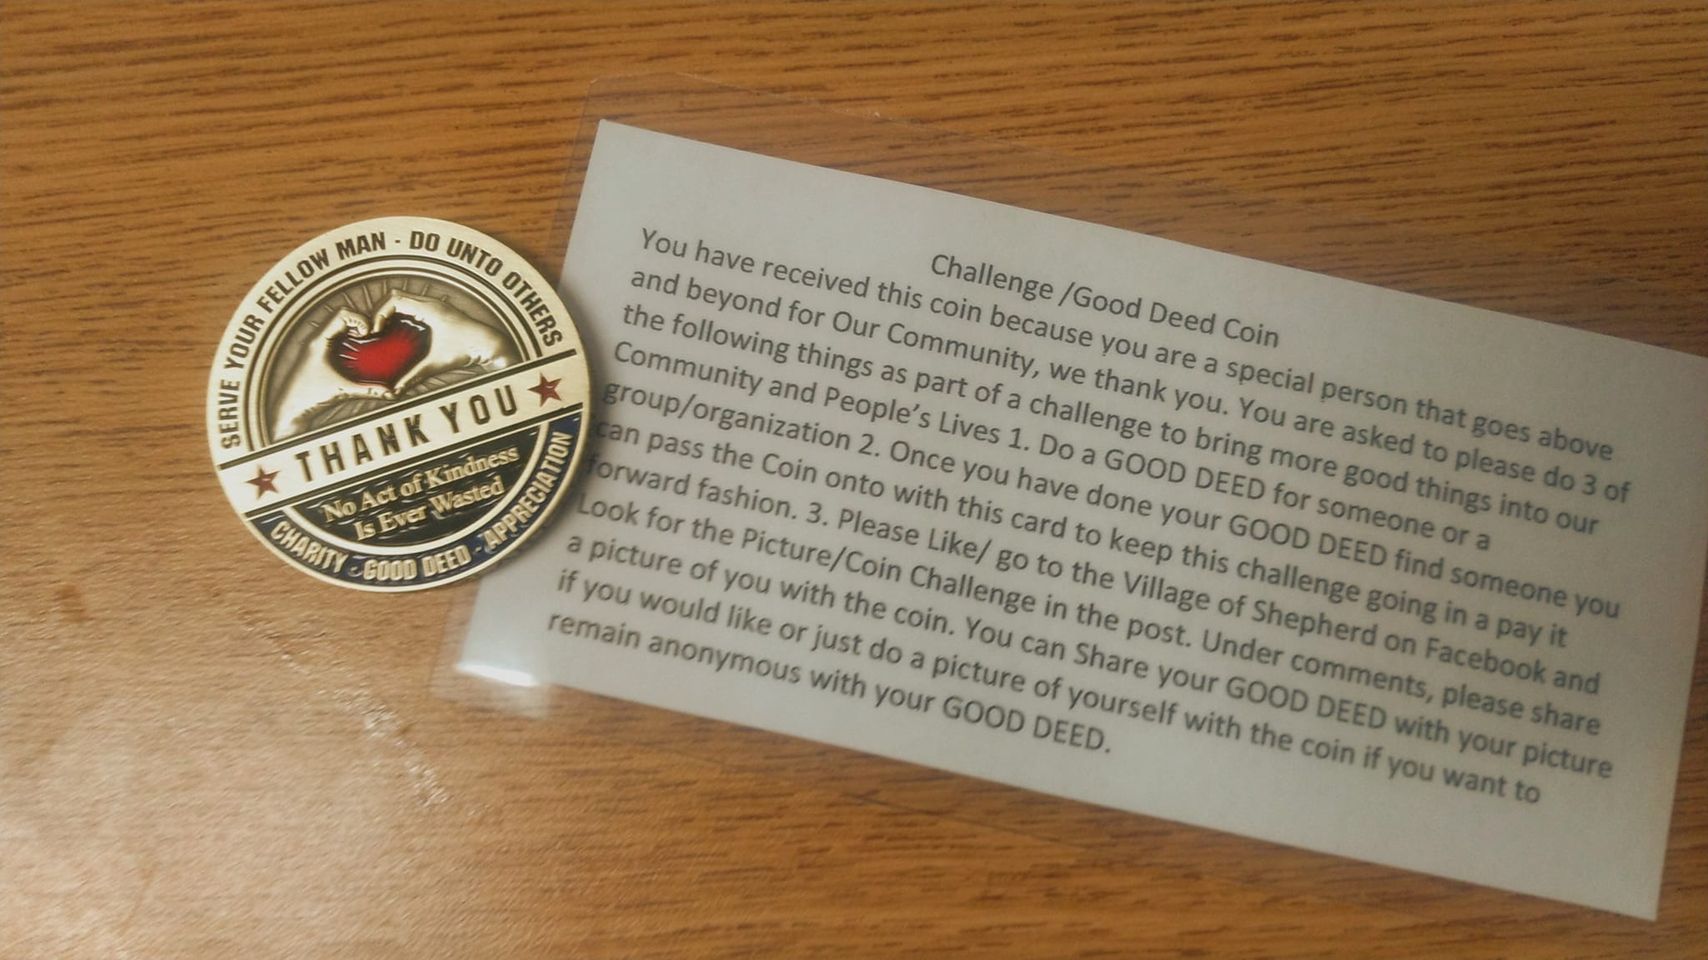 SERVE YOUR FELLOW MAN - DO UNTO OTHERS
THANK YOU
No Act of Kindness
Is Ever Wasted
CHARITY - GOOD DEED - APPRECIATION
Challenge /Good Deed Coin
You have received this coin because you are a special person that goes above
and beyond for Our Community, we thank you. You are asked to please do 3 of
the following things as part of a challenge to bring more good things into our
Community and People's Lives 1. Do a GOOD DEED for someone or a
group/organization 2. Once you have done your GOOD DEED find someone you
can pass the Coin onto with this card to keep this challenge going in a pay it
forward fashion. 3. Please Like/ go to the Village of Shepherd on Facebook and
Look for the Picture/Coin Challenge in the post. Under comments, please share
a picture of you with the coin. You can Share your GOOD DEED with your picture
if you would like or just do a picture of yourself with the coin if you want to
remain anonymous with your GOOD DEED.